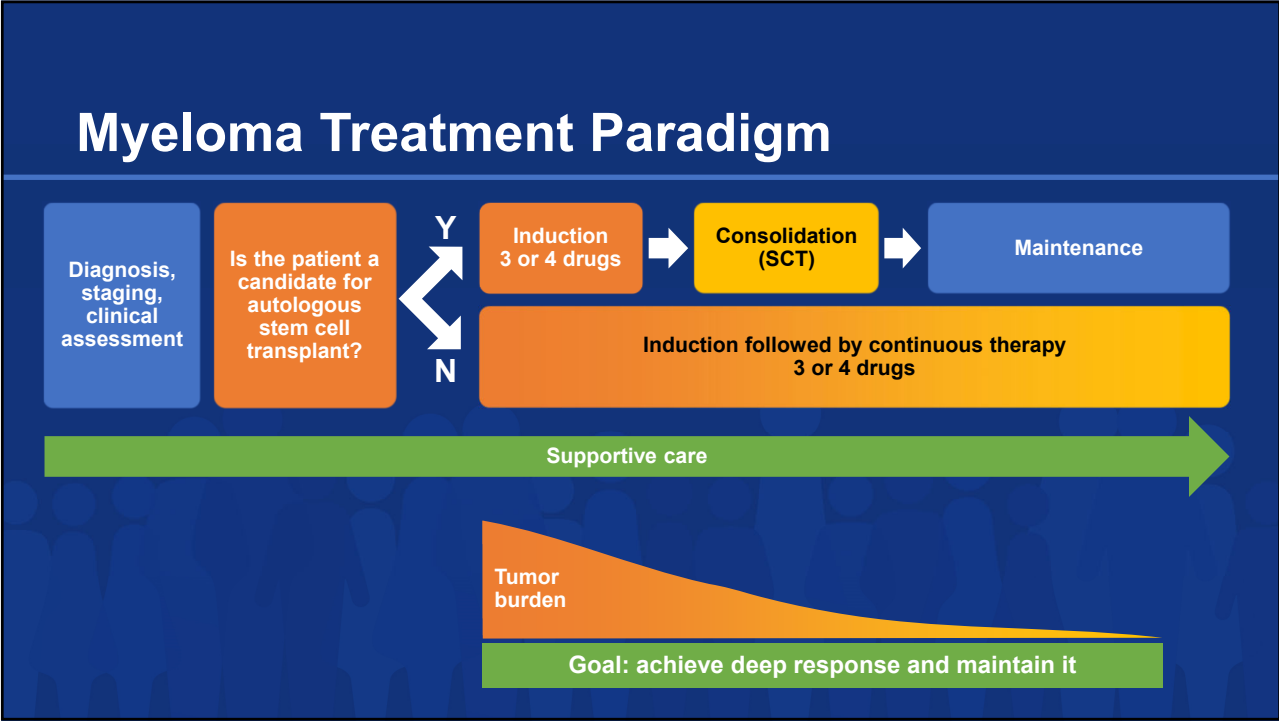 Myeloma Treatment Paradigm
Diagnosis,
staging,
clinical
assessment
Is the patient a
candidate for
autologous
stem cell
transplant?
Y
N
Induction
3 or 4 drugs
Consolidation
(SCT)
Maintenance
Induction followed by continuous therapy
3 or 4 drugs
Supportive care
Tumor
burden
Goal: achieve deep response and maintain it